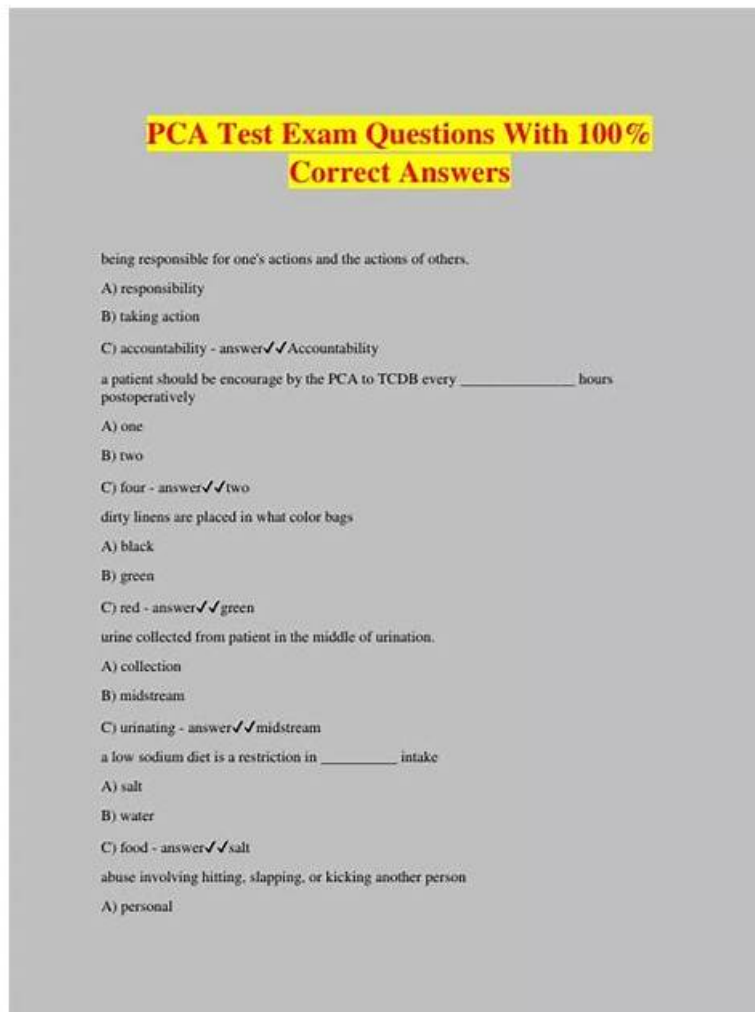 PCA Test Exam Questions With 100%
Correct Answers
being responsible for one's actions and the actions of others.
A) responsibility
B) taking action
C) accountability - answer✓✓Accountability
a patient should be encourage by the PCA to TCDB every _______________ hours
postoperatively
A) one
B) two
C) four - answer✓✓two
dirty linens are placed in what color bags
A) black
B) green
C) red - answer✓✓green
urine collected from patient in the middle of urination.
A) collection
B) midstream
C) urinating - answer✓✓midstream
a low sodium diet is a restriction in __________ intake
A) salt
B) water
C) food - answer✓✓salt
abuse involving hitting, slapping, or kicking another person
A) personal